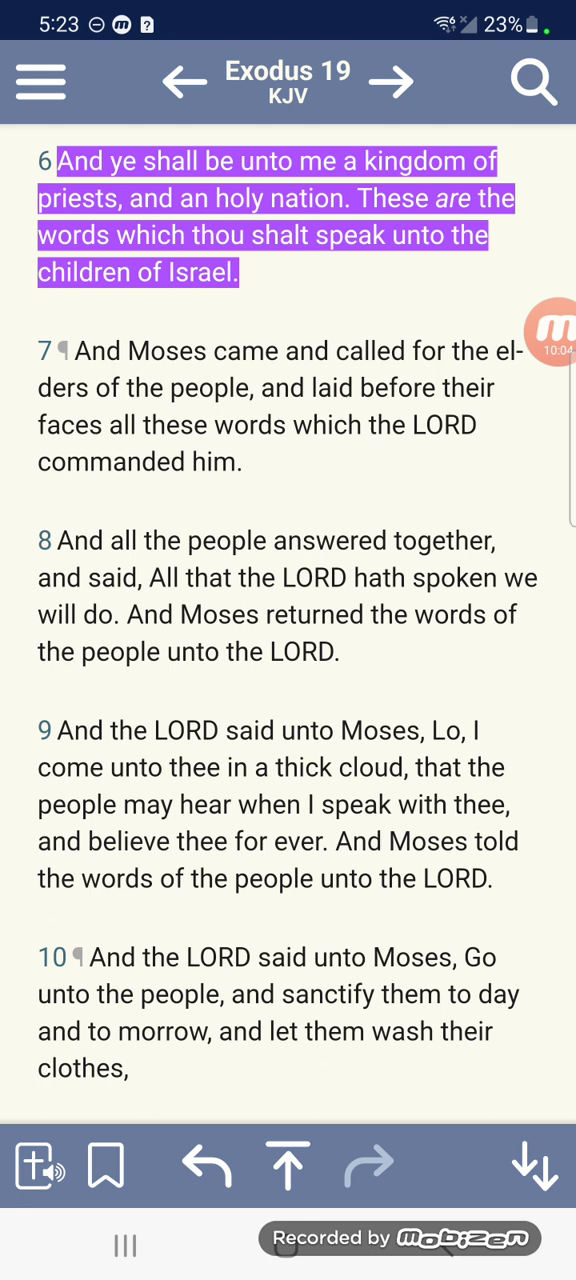 5:23 m ? 6 23%
Exodus 19
KJV
6 And ye shall be unto me a kingdom of
priests, and an holy nation. These are the
words which thou shalt speak unto the
children of Israel.
7 ¶ And Moses came and called for the el-
ders of the people, and laid before their
faces all these words which the LORD
commanded him.
m
10:04
8 And all the people answered together,
and said, All that the LORD hath spoken we
will do. And Moses returned the words of
the people unto the LORD.
9 And the LORD said unto Moses, Lo, I
come unto thee in a thick cloud, that the
people may hear when I speak with thee,
and believe thee for ever. And Moses told
the words of the people unto the LORD.
10 ¶ And the LORD said unto Moses, Go
unto the people, and sanctify them to day
and to morrow, and let them wash their
clothes,
Recorded by mobizen